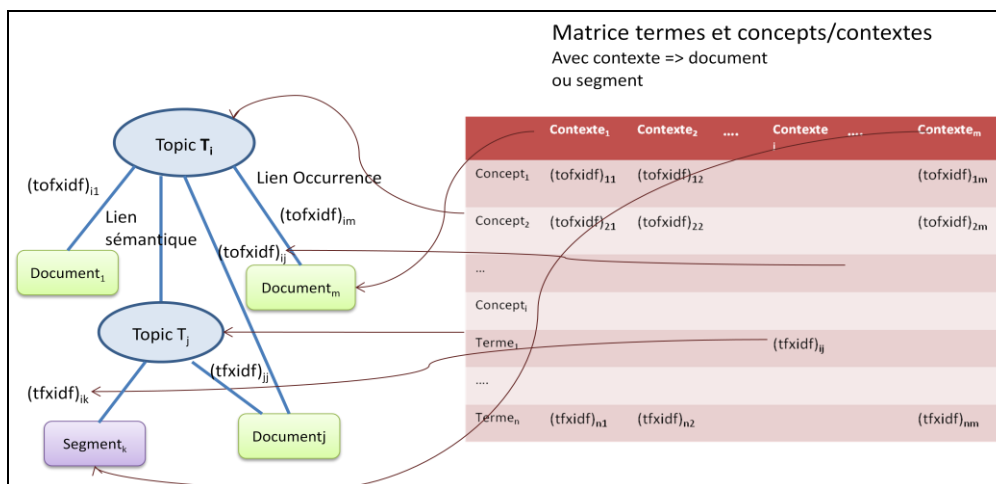 Matrice termes et concepts/contextes
Avec contexte => document
ou segment
Topic Ti
(tofxidf)i1
Lien Occurrence
(tofxidf)im
Lien
sémantique
(tofxidf)ij
Document1
Documentm
Topic Tj
(tfxidf)jj
(tfxidf)ik
Segmentk
Documentj
Contexte1 Contexte2 .... Contexte i .... Contextem
Concept1 (tofxidf)11 (tofxidf)12 (tofxidf)1m
Concept2 (tofxidf)21 (tofxidf)22 (tofxidf)2m
...
Concepti
Terme1 (tfxidf)ij
....
Termen (tfxidf)n1 (tfxidf)n2 (tfxidf)nm